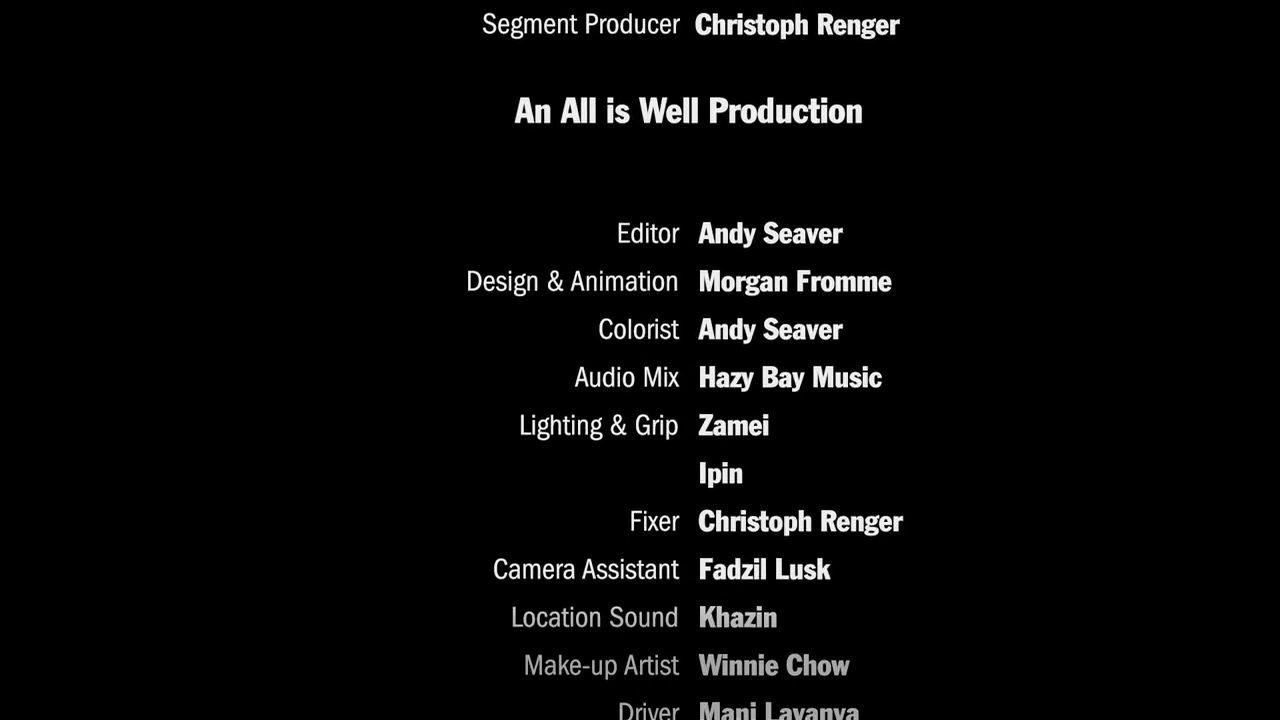 Segment Producer Christoph Renger
An All is Well Production
Editor Andy Seaver
Design & Animation Morgan Fromme
Colorist Andy Seaver
Audio Mix Hazy Bay Music
Lighting & Grip Zamei
Ipin
Fixer Christoph Renger
Camera Assistant Fadzil Lusk
Location Sound Khazin
Make-up Artist Winnie Chow
Driver Mani Lavanya